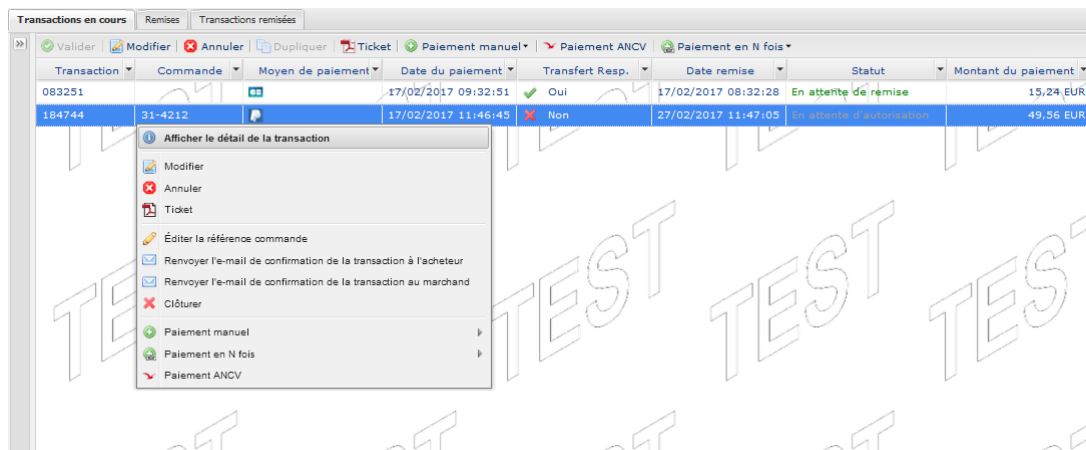 Transactions en cours Remises Transactions remisées
Valider Modifier Annuler Dupliquer Ticket Paiement manuel Paiement ANCV Paiement en N fois
Transaction Commande Moyen de paiement Date du paiement Transfert Resp. Date remise Statut Montant du paiement
083251 17/02/2017 09:32:51 Oui 17/02/2017 08:32:28 En attente de remise 15,24 EUR
184744 31-4212 17/02/2017 11:46:45 Non 27/02/2017 11:47:05 En attente d'autorisation 49,56 EUR
Afficher le détail de la transaction
Modifier
Annuler
Ticket
Éditer la référence commande
Renvoyer l'e-mail de confirmation de la transaction à l'acheteur
Renvoyer l'e-mail de confirmation de la transaction au marchand
Clôturer
Paiement manuel
Paiement en N fois
Paiement ANCV
TEST TEST TEST TEST